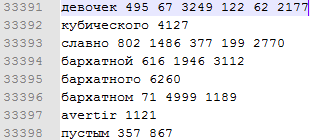 33391 девочек 495 67 3249 122 62 2177
33392 кубического 4127
33393 славно 802 1486 377 199 2770
33394 бархатной 616 1946 3112
33395 бархатного 6260
33396 бархатном 71 4999 1189
33397 avertir 1121
33398 пустым 357 867